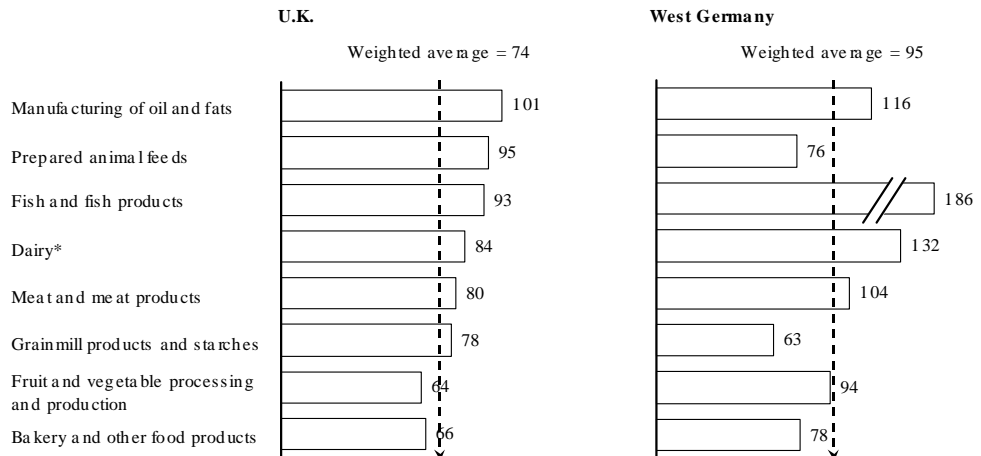 U.K. West Germany
Weighted average = 74 Weighted average = 95
Manufacturing of oil and fats 101 116
Prepared animal feeds 95 76
Fish and fish products 93 186
Dairy* 84 132
Meat and meat products 80 104
Grain mill products and starches 78 63
Fruit and vegetable processing
and production 64 94
Bakery and other food products 66 78